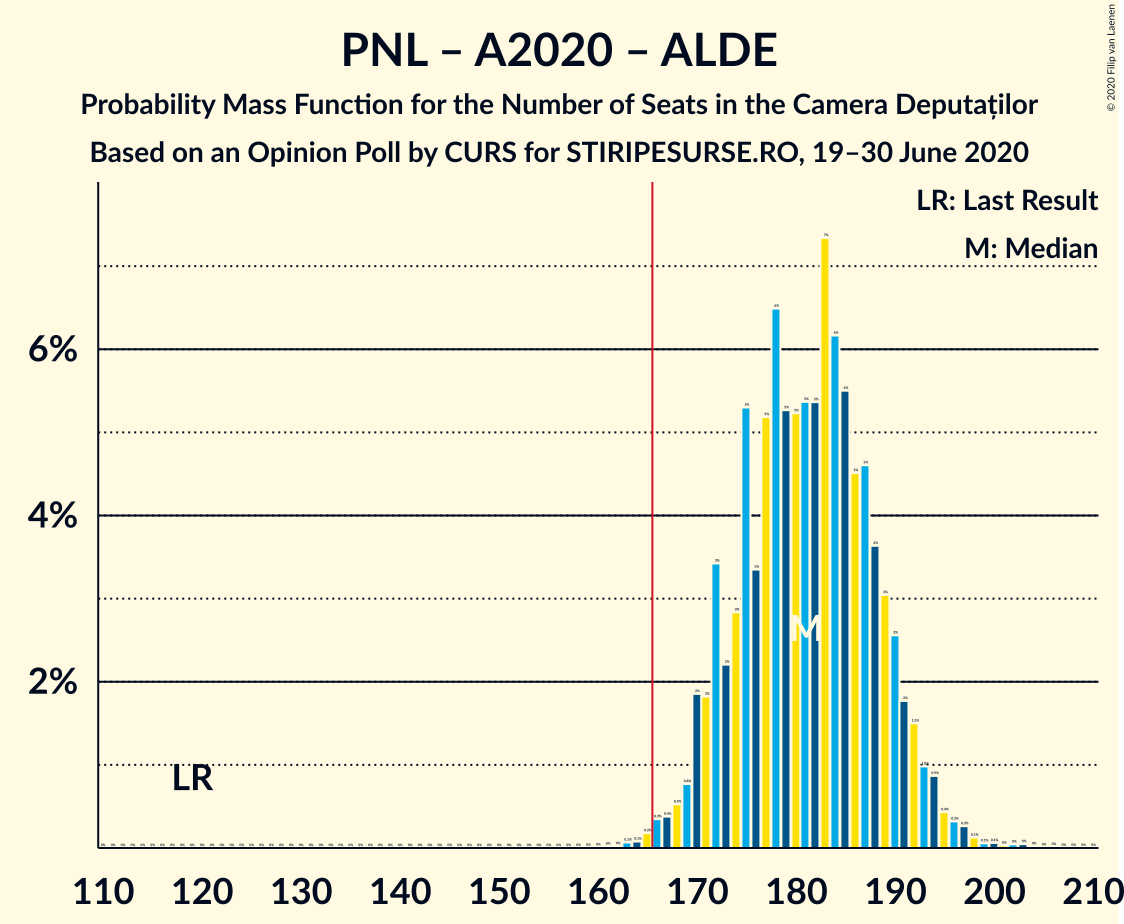 PNL – A2020 – ALDE
Probability Mass Function for the Number of Seats in the Camera Deputaților
Based on an Opinion Poll by CURS for STIRIPESURSE.RO, 19–30 June 2020
© 2020 Filip van Laenen
LR: Last Result
M: Median
6%
4%
2%
LR
M
110 120 130 140 150 160 170 180 190 200 210